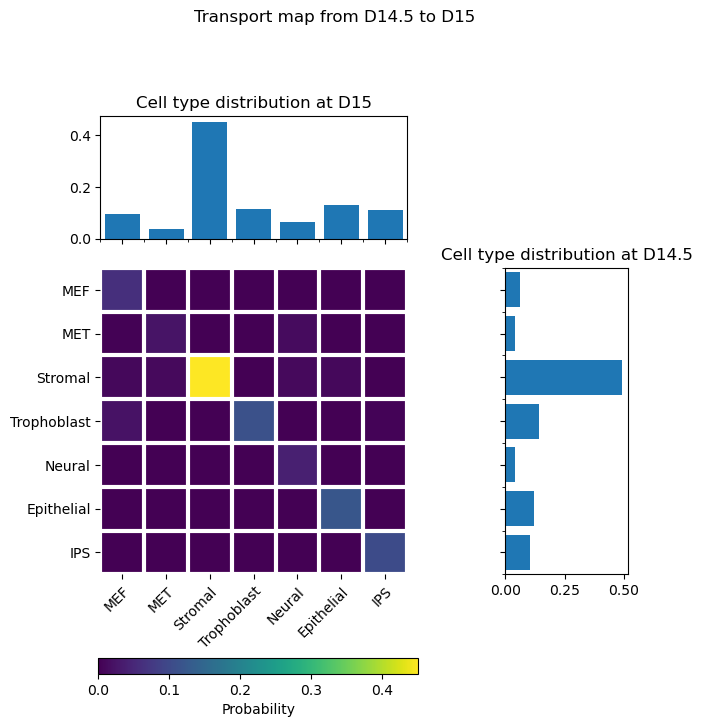 Transport map from D14.5 to D15
Cell type distribution at D15
0.4
0.2
0.0
Cell type distribution at D14.5
MEF
MET
Stromal
Trophoblast
Neural
Epithelial
IPS
0.00 0.25 0.50
MEF MET Stromal Trophoblast Neural Epithelial IPS
0.0 0.1 0.2 0.3 0.4
Probability